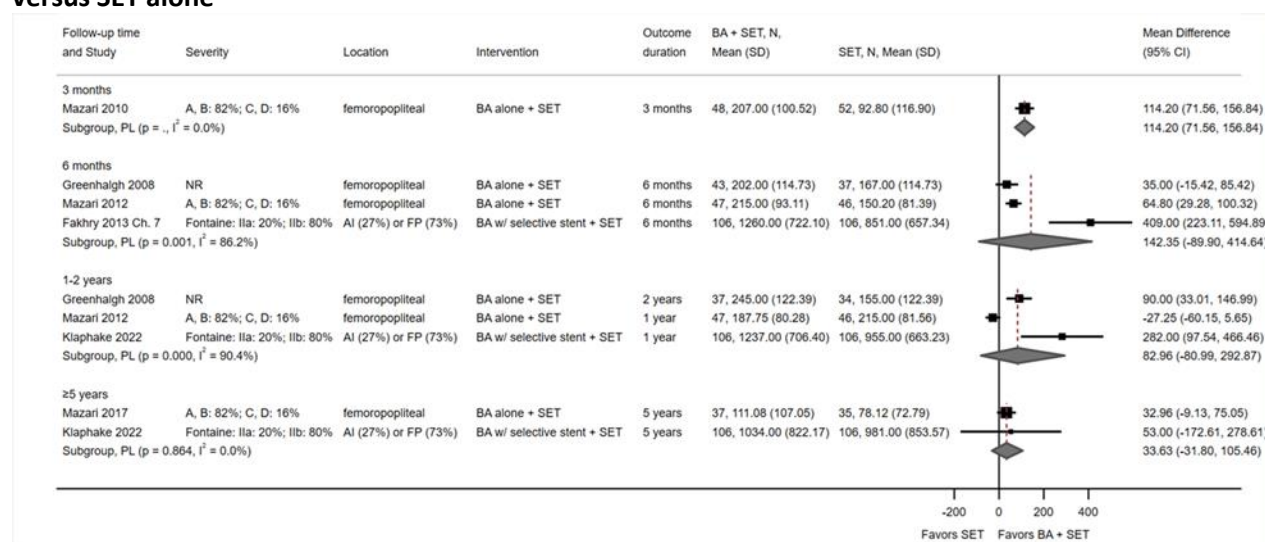 versus SET alone
Follow-up time and Study Severity Location Intervention Outcome duration BA + SET, N, Mean (SD) SET, N, Mean (SD) Mean Difference (95% CI)
3 months
Mazari 2010 A, B: 82%; C, D: 16% femoropopliteal BA alone + SET 3 months 48, 207.00 (100.52) 52, 92.80 (116.90) 114.20 (71.56, 156.84)
Subgroup, PL (p = ., I² = 0.0%) 114.20 (71.56, 156.84)
6 months
Greenhalgh 2008 NR femoropopliteal BA alone + SET 6 months 43, 202.00 (114.73) 37, 167.00 (114.73) 35.00 (-15.42, 85.42)
Mazari 2012 A, B: 82%; C, D: 16% femoropopliteal BA alone + SET 6 months 47, 215.00 (93.11) 46, 150.20 (81.39) 64.80 (29.28, 100.32)
Fakhry 2013 Ch. 7 Fontaine: IIa: 20%; IIb: 80% AI (27%) or FP (73%) BA w/ selective stent + SET 6 months 106, 1260.00 (722.10) 106, 851.00 (657.34) 409.00 (223.11, 594.89
Subgroup, PL (p = 0.001, I² = 86.2%) 142.35 (-89.90, 414.64)
1-2 years
Greenhalgh 2008 NR femoropopliteal BA alone + SET 2 years 37, 245.00 (122.39) 34, 155.00 (122.39) 90.00 (33.01, 146.99)
Mazari 2012 A, B: 82%; C, D: 16% femoropopliteal BA alone + SET 1 year 47, 187.75 (80.28) 46, 215.00 (81.56) -27.25 (-60.15, 5.65)
Klaphake 2022 Fontaine: IIa: 20%; IIb: 80% AI (27%) or FP (73%) BA w/ selective stent + SET 1 year 106, 1237.00 (706.40) 106, 955.00 (663.23) 282.00 (97.54, 466.46)
Subgroup, PL (p = 0.000, I² = 90.4%) 82.96 (-80.99, 292.87)
≥5 years
Mazari 2017 A, B: 82%; C, D: 16% femoropopliteal BA alone + SET 5 years 37, 111.08 (107.05) 35, 78.12 (72.79) 32.96 (-9.13, 75.05)
Klaphake 2022 Fontaine: IIa: 20%; IIb: 80% AI (27%) or FP (73%) BA w/ selective stent + SET 5 years 106, 1034.00 (822.17) 106, 981.00 (853.57) 53.00 (-172.61, 278.61)
Subgroup, PL (p = 0.864, I² = 0.0%) 33.63 (-31.80, 105.46)
-200 0 200 400
Favors SET Favors BA + SET